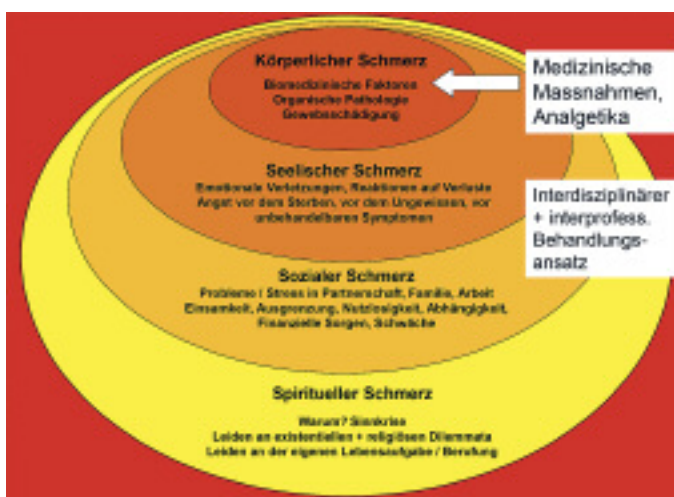 Körperlicher Schmerz
Biomedizinische Faktoren
Organische Pathologie
Gewebsschädigung
Medizinische
Massnahmen,
Analgetika
Seelischer Schmerz
Emotionale Verletzungen, Reaktionen auf Verluste
Angst vor dem Sterben, vor dem Ungewissen, vor
unbehandelbaren Symptomen
Interdisziplinärer
+ interprofess.
Behandlungs-
ansatz
Sozialer Schmerz
Probleme / Stress in Partnerschaft, Familie, Arbeit
Einsamkeit, Ausgrenzung, Nutzlosigkeit, Abhängigkeit,
Finanzielle Sorgen, Schwäche
Spiritueller Schmerz
Warum? Sinnkrise
Leiden an existentiellen + religiösen Dilemmata
Leiden an der eigenen Lebensaufgabe / Berufung